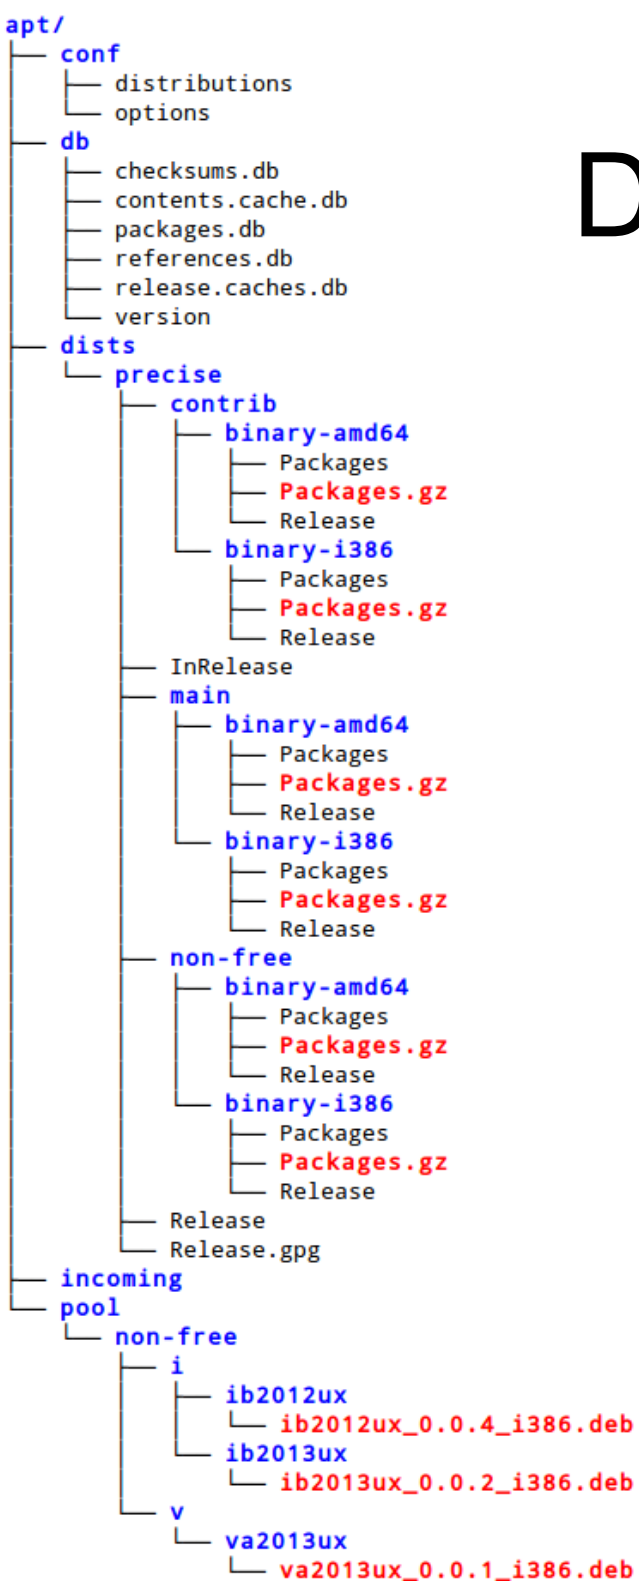 apt/
├── conf
│   ├── distributions
│   └── options
├── db
│   ├── checksums.db
│   ├── contents.cache.db
│   ├── packages.db
│   ├── references.db
│   ├── release.caches.db
│   └── version
├── dists
│   └── precise
│       ├── contrib
│       │   ├── binary-amd64
│       │   │   ├── Packages
│       │   │   ├── Packages.gz
│       │   │   └── Release
│       │   └── binary-i386
│       │       ├── Packages
│       │       ├── Packages.gz
│       │       └── Release
│       ├── InRelease
│       ├── main
│       │   ├── binary-amd64
│       │   │   ├── Packages
│       │   │   ├── Packages.gz
│       │   │   └── Release
│       │   └── binary-i386
│       │       ├── Packages
│       │       ├── Packages.gz
│       │       └── Release
│       ├── non-free
│       │   ├── binary-amd64
│       │   │   ├── Packages
│       │   │   ├── Packages.gz
│       │   │   └── Release
│       │   └── binary-i386
│       │       ├── Packages
│       │       ├── Packages.gz
│       │       └── Release
│       ├── Release
│       └── Release.gpg
├── incoming
└── pool
    └── non-free
        ├── i
        │   ├── ib2012ux
        │   │   └── ib2012ux_0.0.4_i386.deb
        │   └── ib2013ux
        │       └── ib2013ux_0.0.2_i386.deb
        └── v
            └── va2013ux
                └── va2013ux_0.0.1_i386.deb